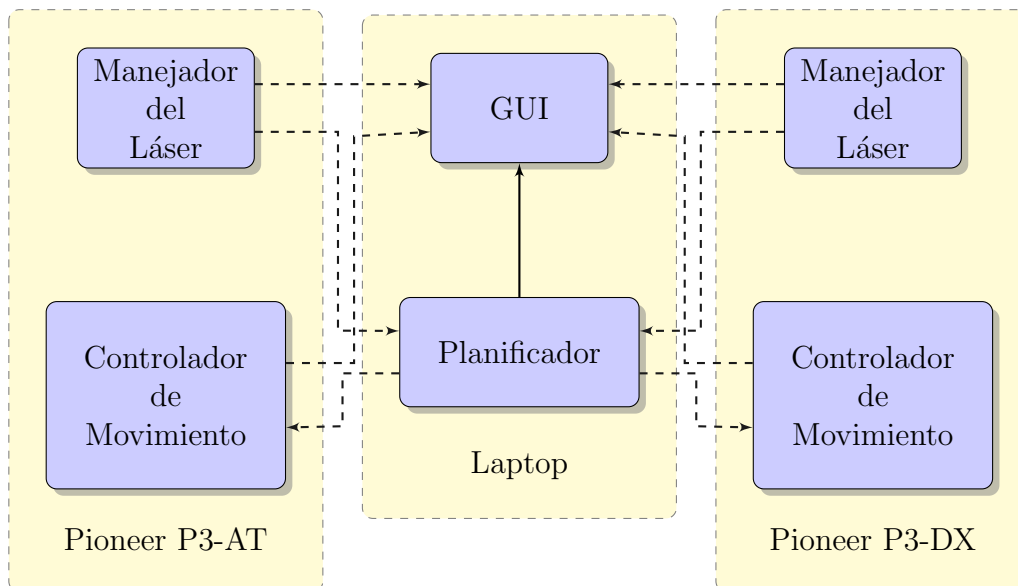 Manejador
del
Láser
GUI
Manejador
del
Láser
Controlador
de
Movimiento
Planificador
Controlador
de
Movimiento
Laptop
Pioneer P3-AT
Pioneer P3-DX